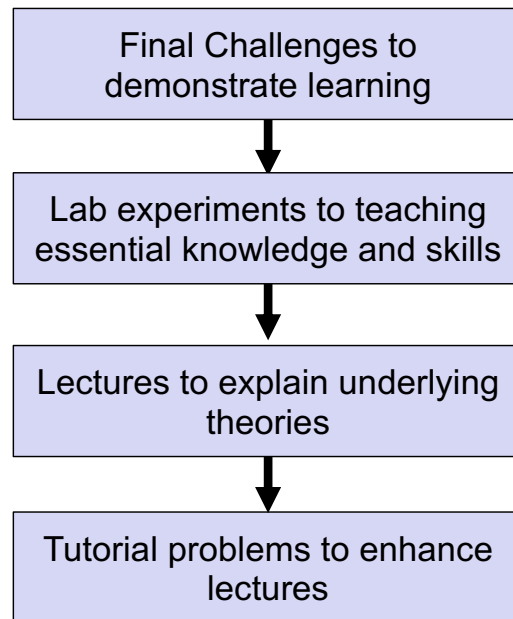 Final Challenges to
demonstrate learning
Lab experiments to teaching
essential knowledge and skills
Lectures to explain underlying
theories
Tutorial problems to enhance
lectures